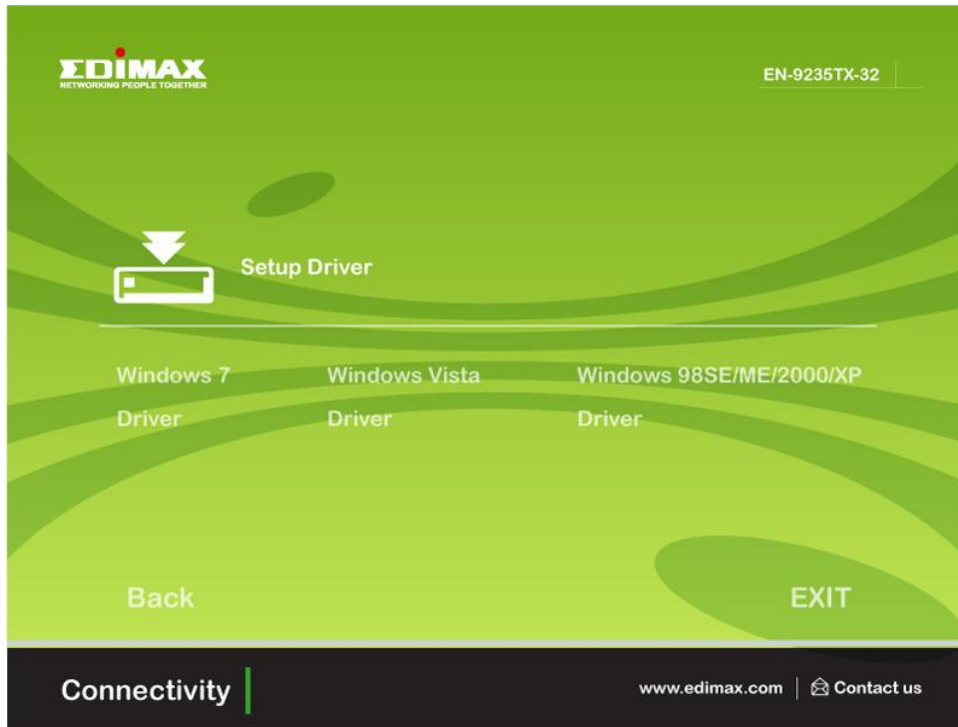 EDIMAX
NETWORKING PEOPLE TOGETHER
EN-9235TX-32
Setup Driver
Windows 7
Driver
Windows Vista
Driver
Windows 98SE/ME/2000/XP
Driver
Back
EXIT
Connectivity
www.edimax.com
Contact us